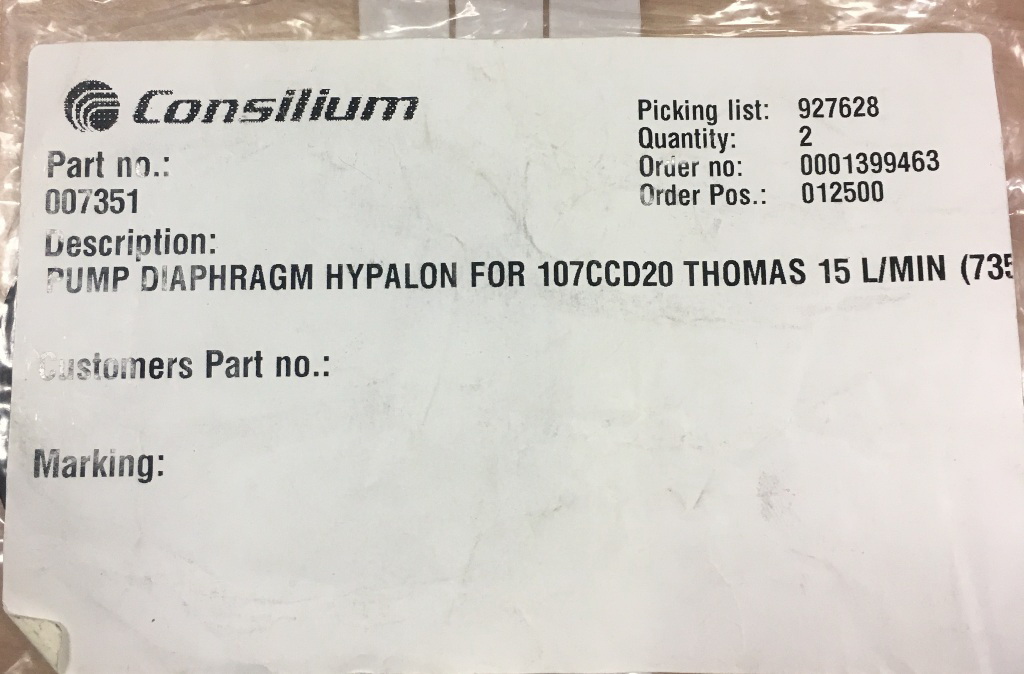 Consilium
Picking list: 927628
Quantity: 2
Order no: 0001399463
Order Pos.: 012500
Part no.:
007351
Description:
PUMP DIAPHRAGM HYPALON FOR 107CCD20 THOMAS 15 L/MIN (735
Customers Part no.:
Marking: